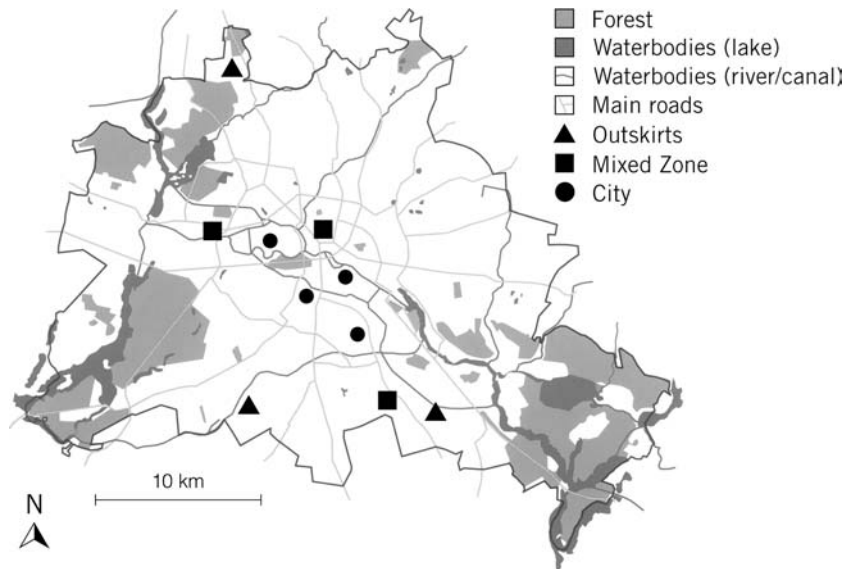 Forest
Waterbodies (lake)
Waterbodies (river/canal)
Main roads
Outskirts
Mixed Zone
City
10 km
N